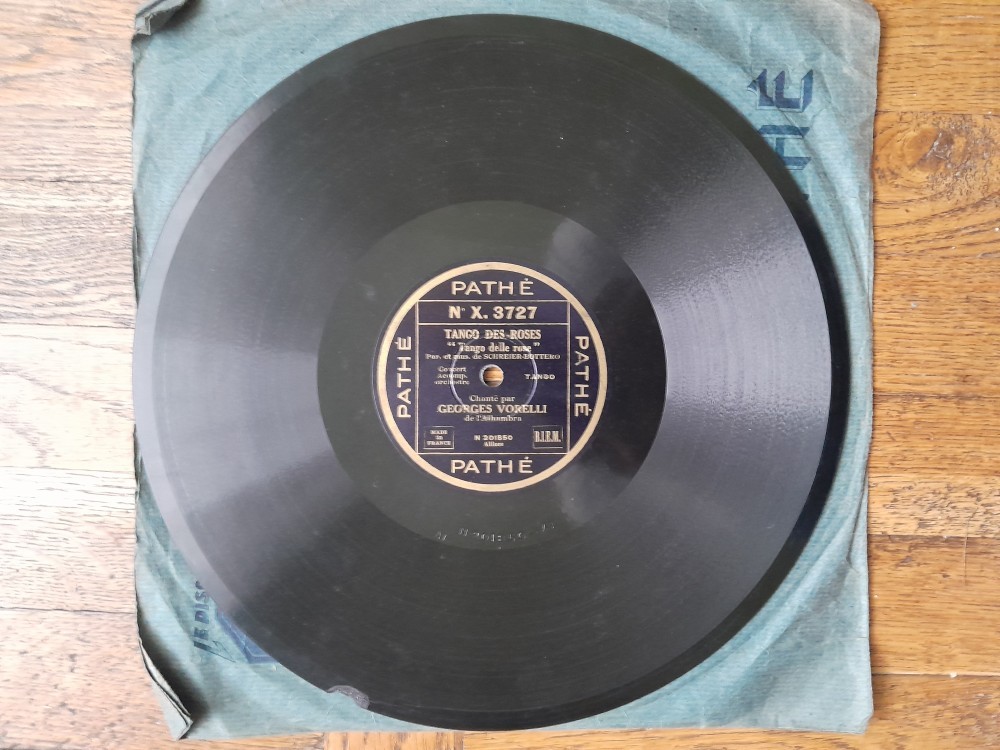 PATHÉ
Nº X. 3727
TANGO DES ROSES
"Tango delle rose"
Par. et mus. de SCHREIER-BOTTERO
Concert
Accomp.
orchestre
TANGO
Chanté par
GEORGES VORELLI
de l'Alhambra
MADE
in
FRANCE
N 201850
B.I.E.M.
PATHÉ
PATHÉ
PATHÉ